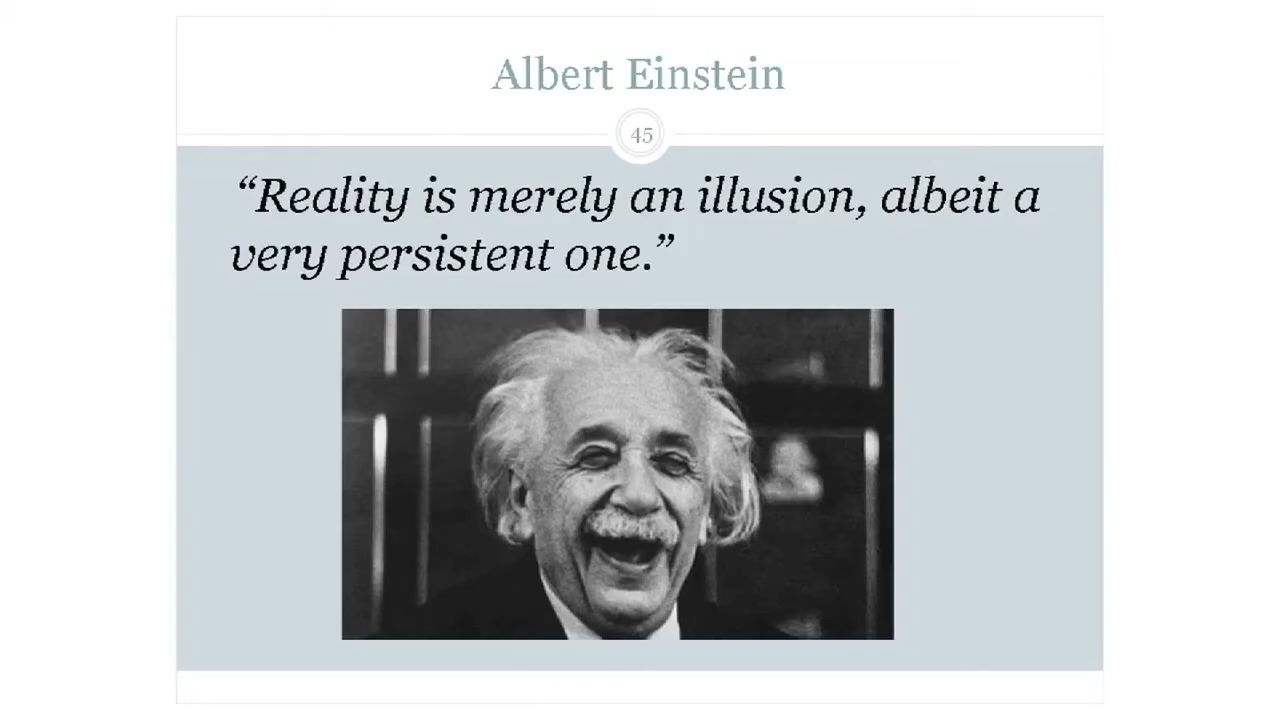 Albert Einstein
45
“Reality is merely an illusion, albeit a
very persistent one.”